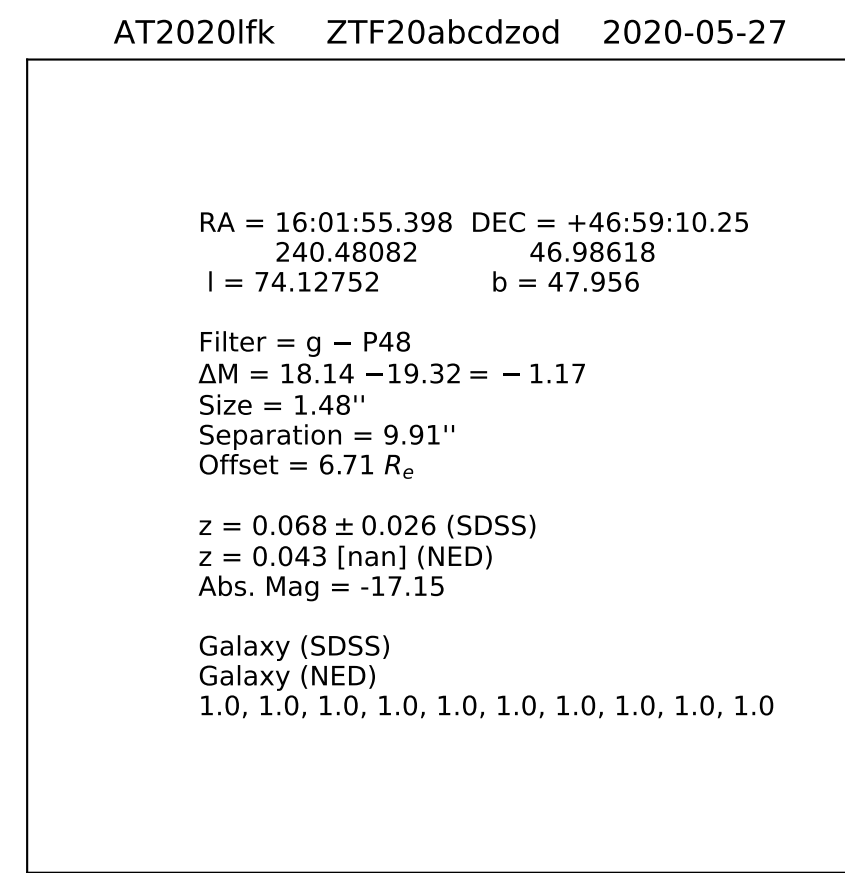 AT2020lfk ZTF20abcdzod 2020-05-27
RA = 16:01:55.398 DEC = +46:59:10.25
240.48082 46.98618
l = 74.12752 b = 47.956
Filter = g − P48
ΔM = 18.14 −19.32 = − 1.17
Size = 1.48''
Separation = 9.91''
Offset = 6.71 Rₑ
z = 0.068 ± 0.026 (SDSS)
z = 0.043 [nan] (NED)
Abs. Mag = -17.15
Galaxy (SDSS)
Galaxy (NED)
1.0, 1.0, 1.0, 1.0, 1.0, 1.0, 1.0, 1.0, 1.0, 1.0